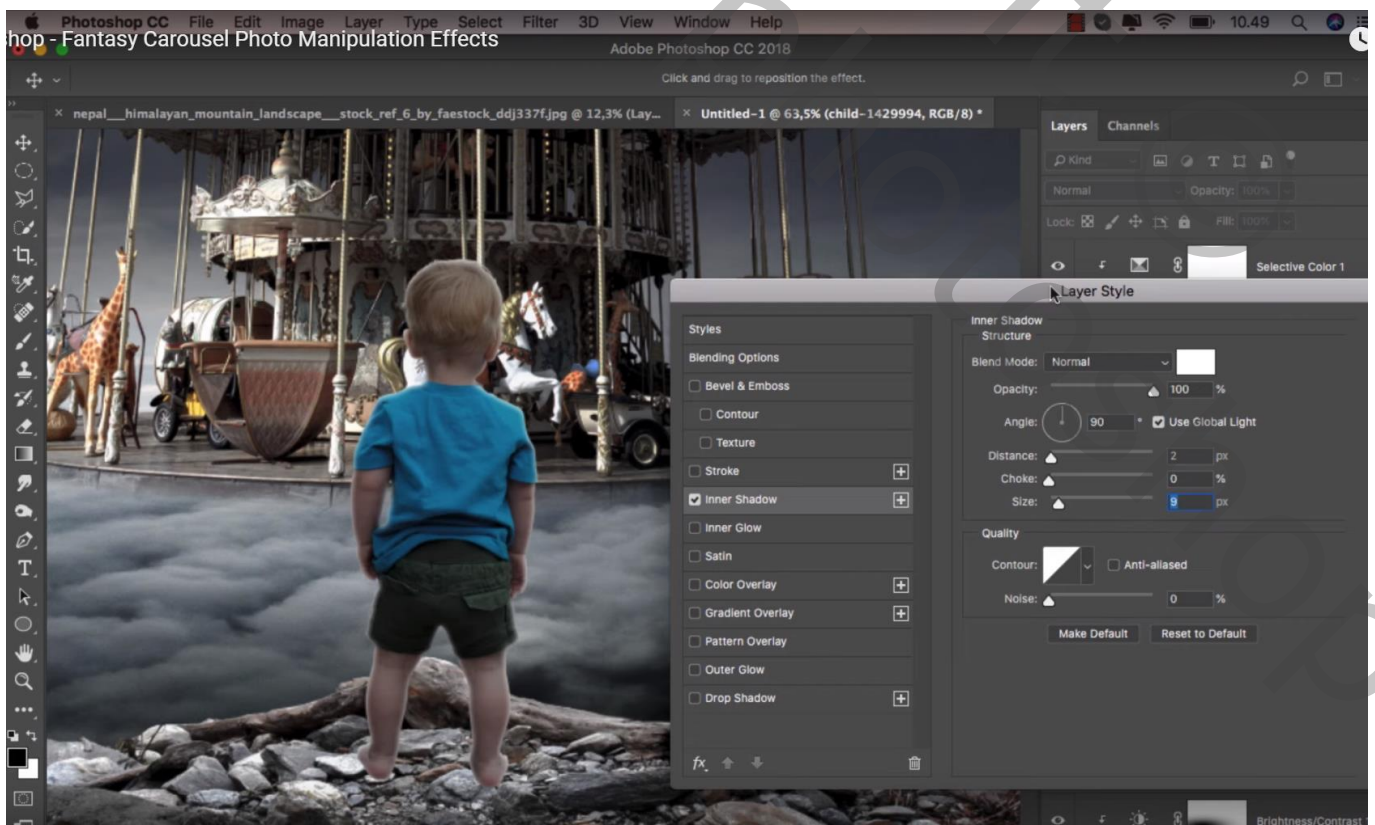 Photoshop CC File Edit Image Layer Type Select Filter 3D View Window Help 10.49
hop - Fantasy Carousel Photo Manipulation Effects
Adobe Photoshop CC 2018
Click and drag to reposition the effect.
× nepal__himalayan_mountain_landscape__stock_ref_6_by_faestock_ddj337f.jpg @ 12,3% (Lay...
× Untitled-1 @ 63,5% (child-1429994, RGB/8) *
Layers Channels
Kind
Normal Opacity: 100%
Lock: Fill: 100%
Selective Color 1
Layer Style
Styles
Blending Options
Bevel & Emboss
Contour
Texture
Stroke
Inner Shadow
Inner Glow
Satin
Color Overlay
Gradient Overlay
Pattern Overlay
Outer Glow
Drop Shadow
fx
Inner Shadow
Structure
Blend Mode: Normal
Opacity: 100 %
Angle: 90 ° Use Global Light
Distance: 2 px
Choke: 0 %
Size: 9 px
Quality
Contour: Anti-aliased
Noise: 0 %
Make Default Reset to Default
Brightness/Contrast 1